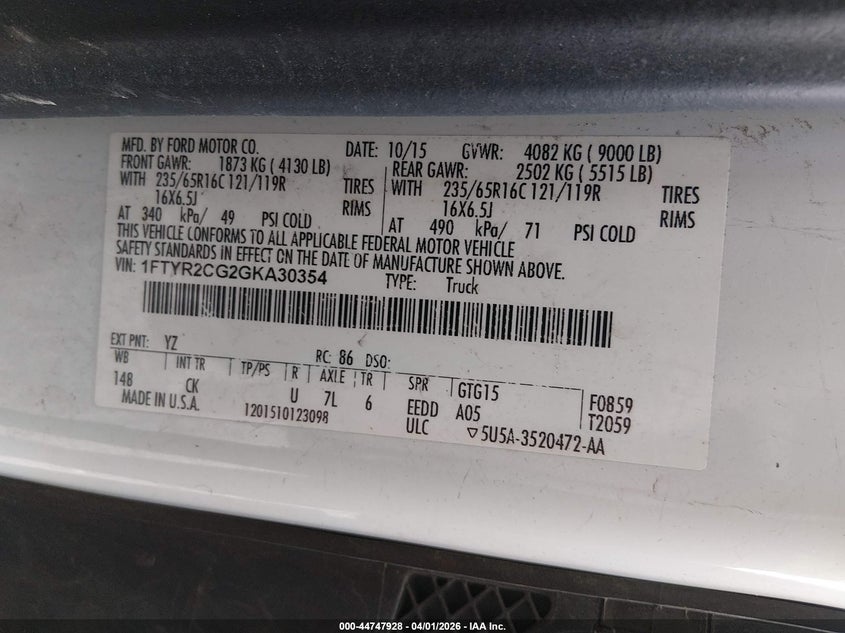 MFD. BY FORD MOTOR CO. DATE: 10/15 GVWR: 4082 KG ( 9000 LB)
FRONT GAWR: 1873 KG ( 4130 LB) REAR GAWR: 2502 KG ( 5515 LB)
WITH 235/65R16C 121/119R TIRES WITH 235/65R16C 121/119R TIRES
16X6.5J RIMS 16X6.5J RIMS
AT 340 kPa/ 49 PSI COLD AT 490 kPa/ 71 PSI COLD
THIS VEHICLE CONFORMS TO ALL APPLICABLE FEDERAL MOTOR VEHICLE
SAFETY STANDARDS IN EFFECT ON THE DATE OF MANUFACTURE SHOWN ABOVE.
VIN: 1FTYR2CG2GKA30354 TYPE: Truck
EXT PNT: YZ RC: 86 DSO:
WB INT TR TP/PS R AXLE TR SPR GTG15 F0859
148 CK U 7L 6 EEDD A05 T2059
MADE IN U.S.A. 1201510123098 ULC ▽5U5A-3520472-AA
000-44747928 - 04/01/2026 - IAA Inc.